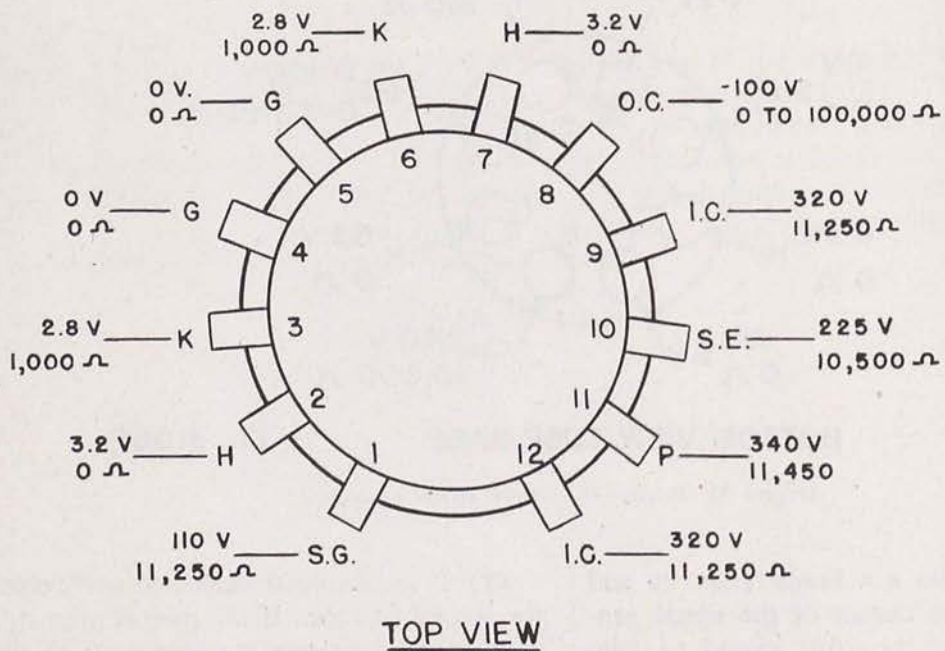 2.8 V
1,000 Ω
K
H
3.2 V
0 Ω
0 V.
0 Ω
G
O.C.
-100 V
0 TO 100,000 Ω
0 V
0 Ω
G
I.C.
320 V
11,250 Ω
2.8 V
1,000 Ω
K
S.E.
225 V
10,500 Ω
3.2 V
0 Ω
H
P
340 V
11,450
110 V
11,250 Ω
S.G.
I.C.
320 V
11,250 Ω
1
2
3
4
5
6
7
8
9
10
11
12
TOP VIEW